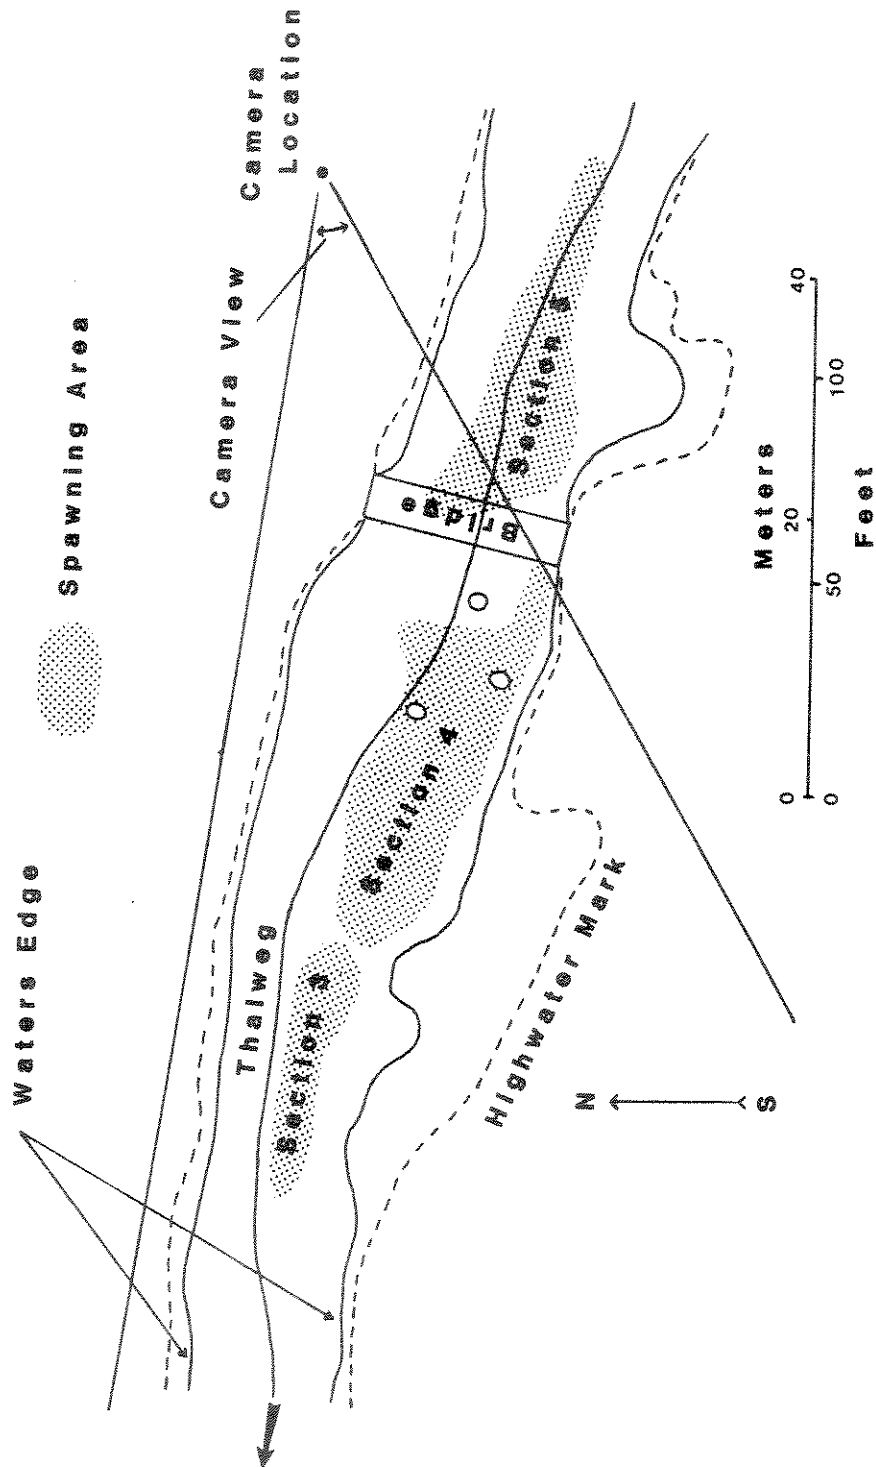 Waters Edge
Spawning Area
Camera View
Camera
Location
Thalweg
Section 3
Section 4
Bridge
Section 5
Highwater Mark
N
S
Meters
0
20
40
0
50
100
Feet